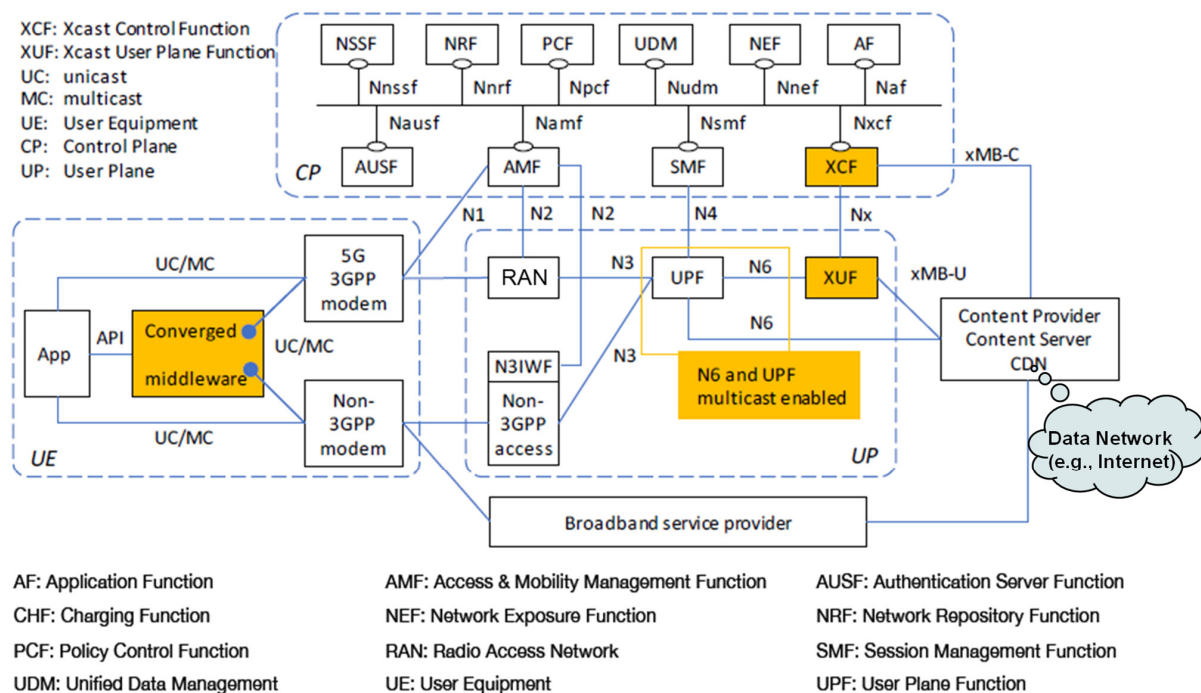 XCF: Xcast Control Function
XUF: Xcast User Plane Function
UC: unicast
MC: multicast
UE: User Equipment
CP: Control Plane
UP: User Plane
NSSF
NRF
PCF
UDM
NEF
AF
Nnssf
Nnrf
Npcf
Nudm
Nnef
Naf
Nausf
Namf
Nsmf
Nxcf
CP
AUSF
AMF
SMF
XCF
xMB-C
N1
N2
N2
N4
Nx
UC/MC
5G
3GPP
modem
RAN
N3
UPF
N6
XUF
xMB-U
App
API
Converged
middleware
UC/MC
N6
N3
Content Provider
Content Server
CDN
N3IWF
Non-
3GPP
access
N6 and UPF
multicast enabled
Non-
3GPP
modem
UC/MC
UE
UP
Data Network
(e.g., Internet)
Broadband service provider
AF: Application Function
AMF: Access & Mobility Management Function
AUSF: Authentication Server Function
CHF: Charging Function
NEF: Network Exposure Function
NRF: Network Repository Function
PCF: Policy Control Function
RAN: Radio Access Network
SMF: Session Management Function
UDM: Unified Data Management
UE: User Equipment
UPF: User Plane Function